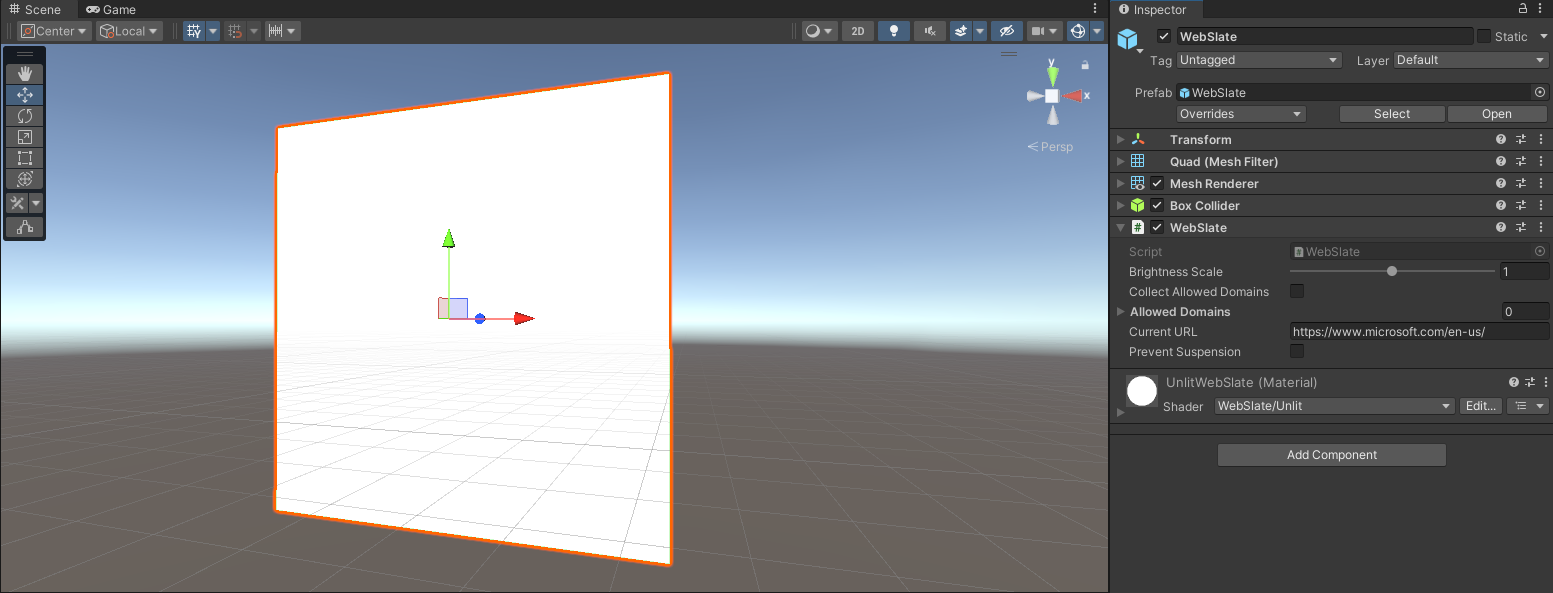 Scene Game
Center Local 2D
y
x
Persp
Inspector
WebSlate Static
Tag Untagged Layer Default
Prefab WebSlate
Overrides Select Open
Transform
Quad (Mesh Filter)
Mesh Renderer
Box Collider
# WebSlate
Script # WebSlate
Brightness Scale 1
Collect Allowed Domains
Allowed Domains 0
Current URL https://www.microsoft.com/en-us/
Prevent Suspension
UnlitWebSlate (Material)
Shader WebSlate/Unlit Edit...
Add Component